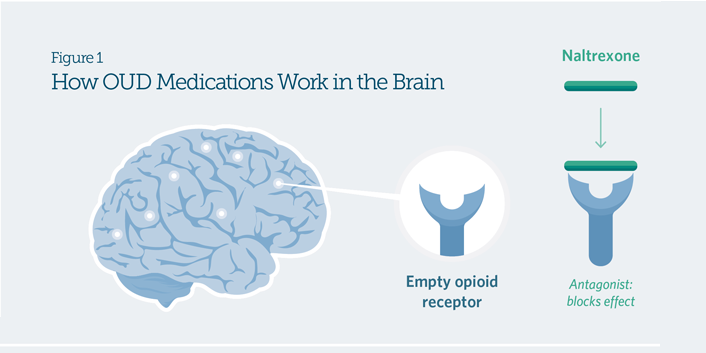 Figure 1
How OUD Medications Work in the Brain
Naltrexone
Empty opioid
receptor
Antagonist:
blocks effect